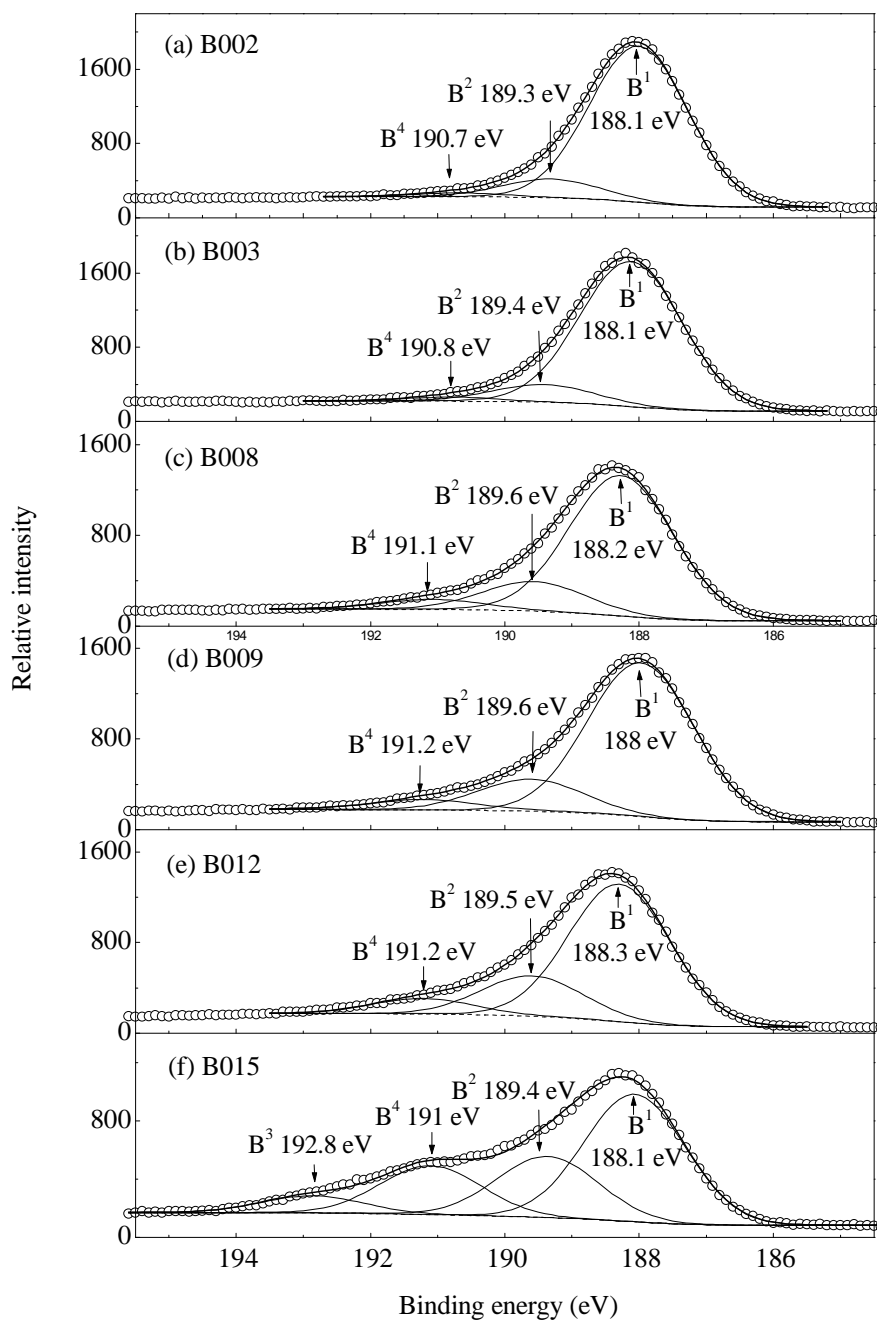 (a) B002
1600
B² 189.3 eV
B¹
188.1 eV
B⁴ 190.7 eV
800
0
(b) B003
1600
B¹
B² 189.4 eV
188.1 eV
B⁴ 190.8 eV
800
0
1600
(c) B008
B² 189.6 eV
B¹
B⁴ 191.1 eV
188.2 eV
800
0
194 192 190 188 186
1600
(d) B009
B² 189.6 eV
B¹
B⁴ 191.2 eV
188 eV
800
0
1600
(e) B012
B² 189.5 eV
B¹
B⁴ 191.2 eV
188.3 eV
800
0
(f) B015
B² 189.4 eV
B⁴ 191 eV
B¹
B³ 192.8 eV
188.1 eV
800
0
194 192 190 188 186
Binding energy (eV)
Relative intensity